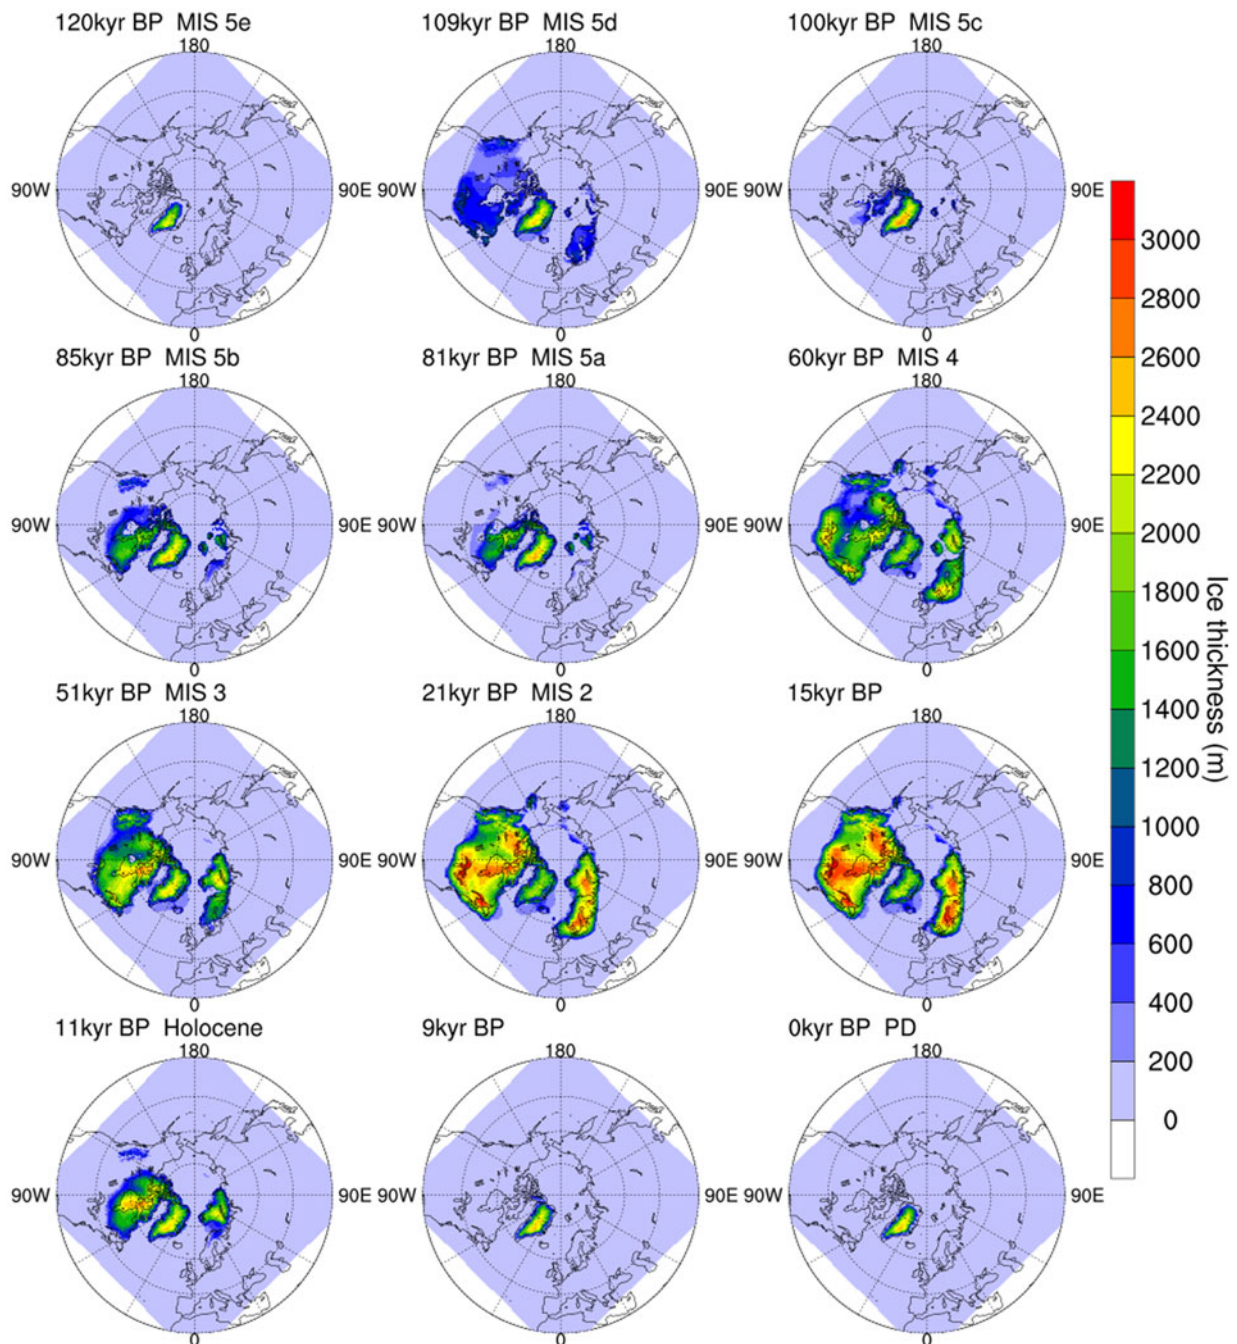 120kyr BP MIS 5e
109kyr BP MIS 5d
100kyr BP MIS 5c
180
180
180
90W
90E 90W
90E 90W
90E
0
0
0
85kyr BP MIS 5b
81kyr BP MIS 5a
60kyr BP MIS 4
180
180
180
90W
90E 90W
90E 90W
90E
0
0
0
51kyr BP MIS 3
21kyr BP MIS 2
15kyr BP
180
180
180
90W
90E 90W
90E 90W
90E
0
0
0
11kyr BP Holocene
9kyr BP
0kyr BP PD
180
180
180
90W
90E 90W
90E 90W
90E
0
0
0
3000
2800
2600
2400
2200
2000
1800
1600
1400
1200
1000
800
600
400
200
0
Ice thickness (m)